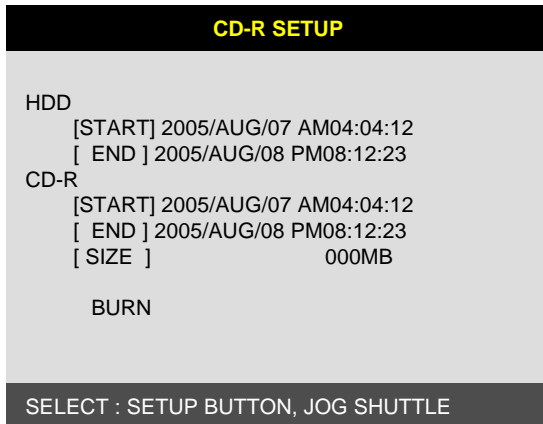 CD-R SETUP
HDD
[START] 2005/AUG/07 AM04:04:12
[ END ] 2005/AUG/08 PM08:12:23
CD-R
[START] 2005/AUG/07 AM04:04:12
[ END ] 2005/AUG/08 PM08:12:23
[ SIZE ] 000MB
BURN
SELECT : SETUP BUTTON, JOG SHUTTLE